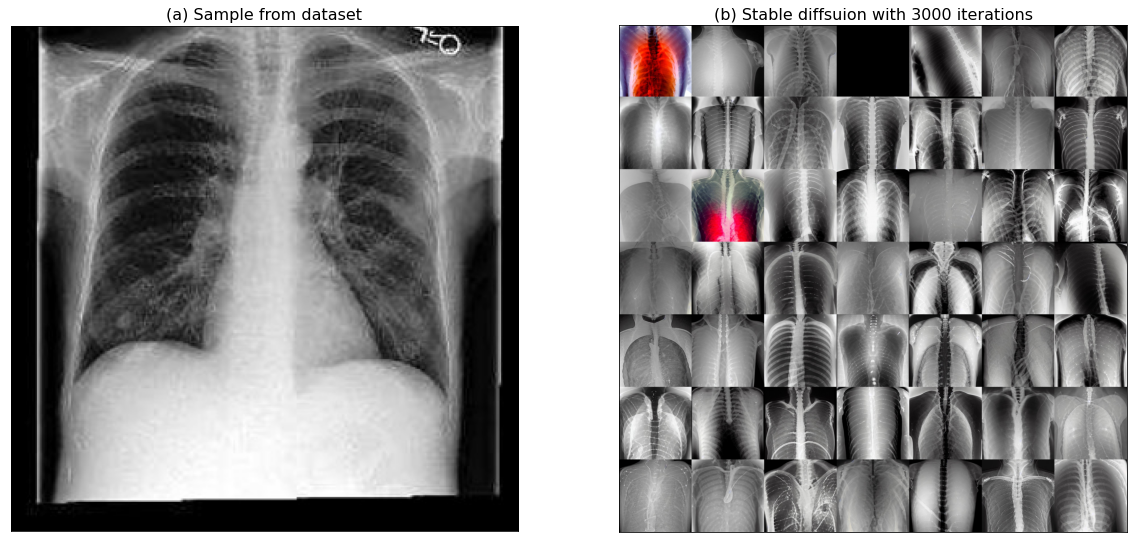 (a) Sample from dataset
(b) Stable diffsuion with 3000 iterations